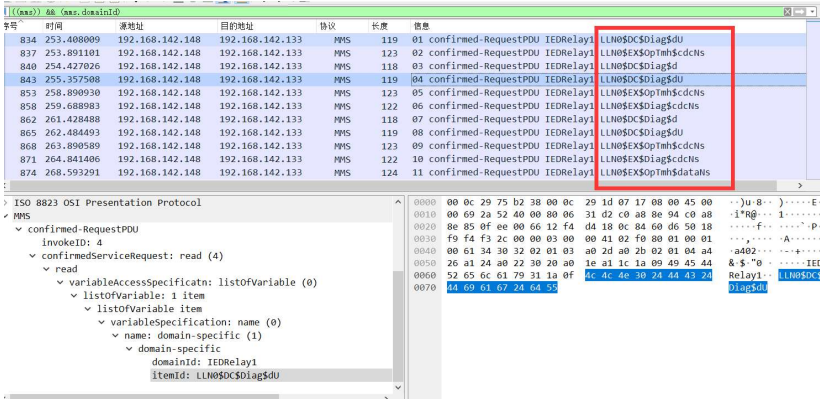 ((mms)) && (mms.domainId)
序号 时间 源地址 目的地址 协议 长度 信息
834 253.408009 192.168.142.148 192.168.142.133 MMS 119 01 confirmed-RequestPDU IEDRelay1 LLN0$DC$Diag$dU
837 253.891101 192.168.142.148 192.168.142.133 MMS 123 02 confirmed-RequestPDU IEDRelay1 LLN0$EX$OpTmh$cdcNs
840 254.427026 192.168.142.148 192.168.142.133 MMS 118 03 confirmed-RequestPDU IEDRelay1 LLN0$DC$Diag$d
843 255.357508 192.168.142.148 192.168.142.133 MMS 119 04 confirmed-RequestPDU IEDRelay1 LLN0$DC$Diag$dU
853 258.890930 192.168.142.148 192.168.142.133 MMS 123 05 confirmed-RequestPDU IEDRelay1 LLN0$EX$OpTmh$cdcNs
858 259.688983 192.168.142.148 192.168.142.133 MMS 122 06 confirmed-RequestPDU IEDRelay1 LLN0$EX$Diag$cdcNs
862 261.428488 192.168.142.148 192.168.142.133 MMS 118 07 confirmed-RequestPDU IEDRelay1 LLN0$DC$Diag$d
865 262.484493 192.168.142.148 192.168.142.133 MMS 119 08 confirmed-RequestPDU IEDRelay1 LLN0$DC$Diag$dU
868 263.890589 192.168.142.148 192.168.142.133 MMS 123 09 confirmed-RequestPDU IEDRelay1 LLN0$EX$OpTmh$cdcNs
871 264.841406 192.168.142.148 192.168.142.133 MMS 122 10 confirmed-RequestPDU IEDRelay1 LLN0$EX$Diag$cdcNs
874 268.593291 192.168.142.148 192.168.142.133 MMS 124 11 confirmed-RequestPDU IEDRelay1 LLN0$EX$OpTmh$dataNs
ISO 8823 OSI Presentation Protocol
MMS
confirmed-RequestPDU
invokeID: 4
confirmedServiceRequest: read (4)
read
variableAccessSpecificatn: listOfVariable (0)
listOfVariable: 1 item
listOfVariable item
variableSpecification: name (0)
name: domain-specific (1)
domain-specific
domainId: IEDRelay1
itemId: LLN0$DC$Diag$dU
0000 00 0c 29 75 b2 38 00 0c 29 1d 07 17 08 00 45 00 ··)u·8·· )·····E·
0010 00 69 2a 52 40 00 80 06 31 d2 c0 a8 8e 94 c0 a8 ·i*R@··· 1·······
0020 8e 85 0f ee 00 66 12 f4 d4 18 0c 84 60 d6 50 18 ·····f·· ····`·P·
0030 f9 f4 f3 2c 00 00 03 00 00 41 02 f0 80 01 00 01 ···,···· ·A······
0040 00 61 34 30 32 02 01 03 a0 2d a0 2b 02 01 04 a4 ·a402··· ·-·+····
0050 26 a1 24 a0 22 30 20 a0 1e a1 1c 1a 09 49 45 44 &·$·"0 · ·····IED
0060 52 65 6c 61 79 31 1a 0f 4c 4c 4e 30 24 44 43 24 Relay1·· LLN0$DC$
0070 44 69 61 67 24 64 55 Diag$dU